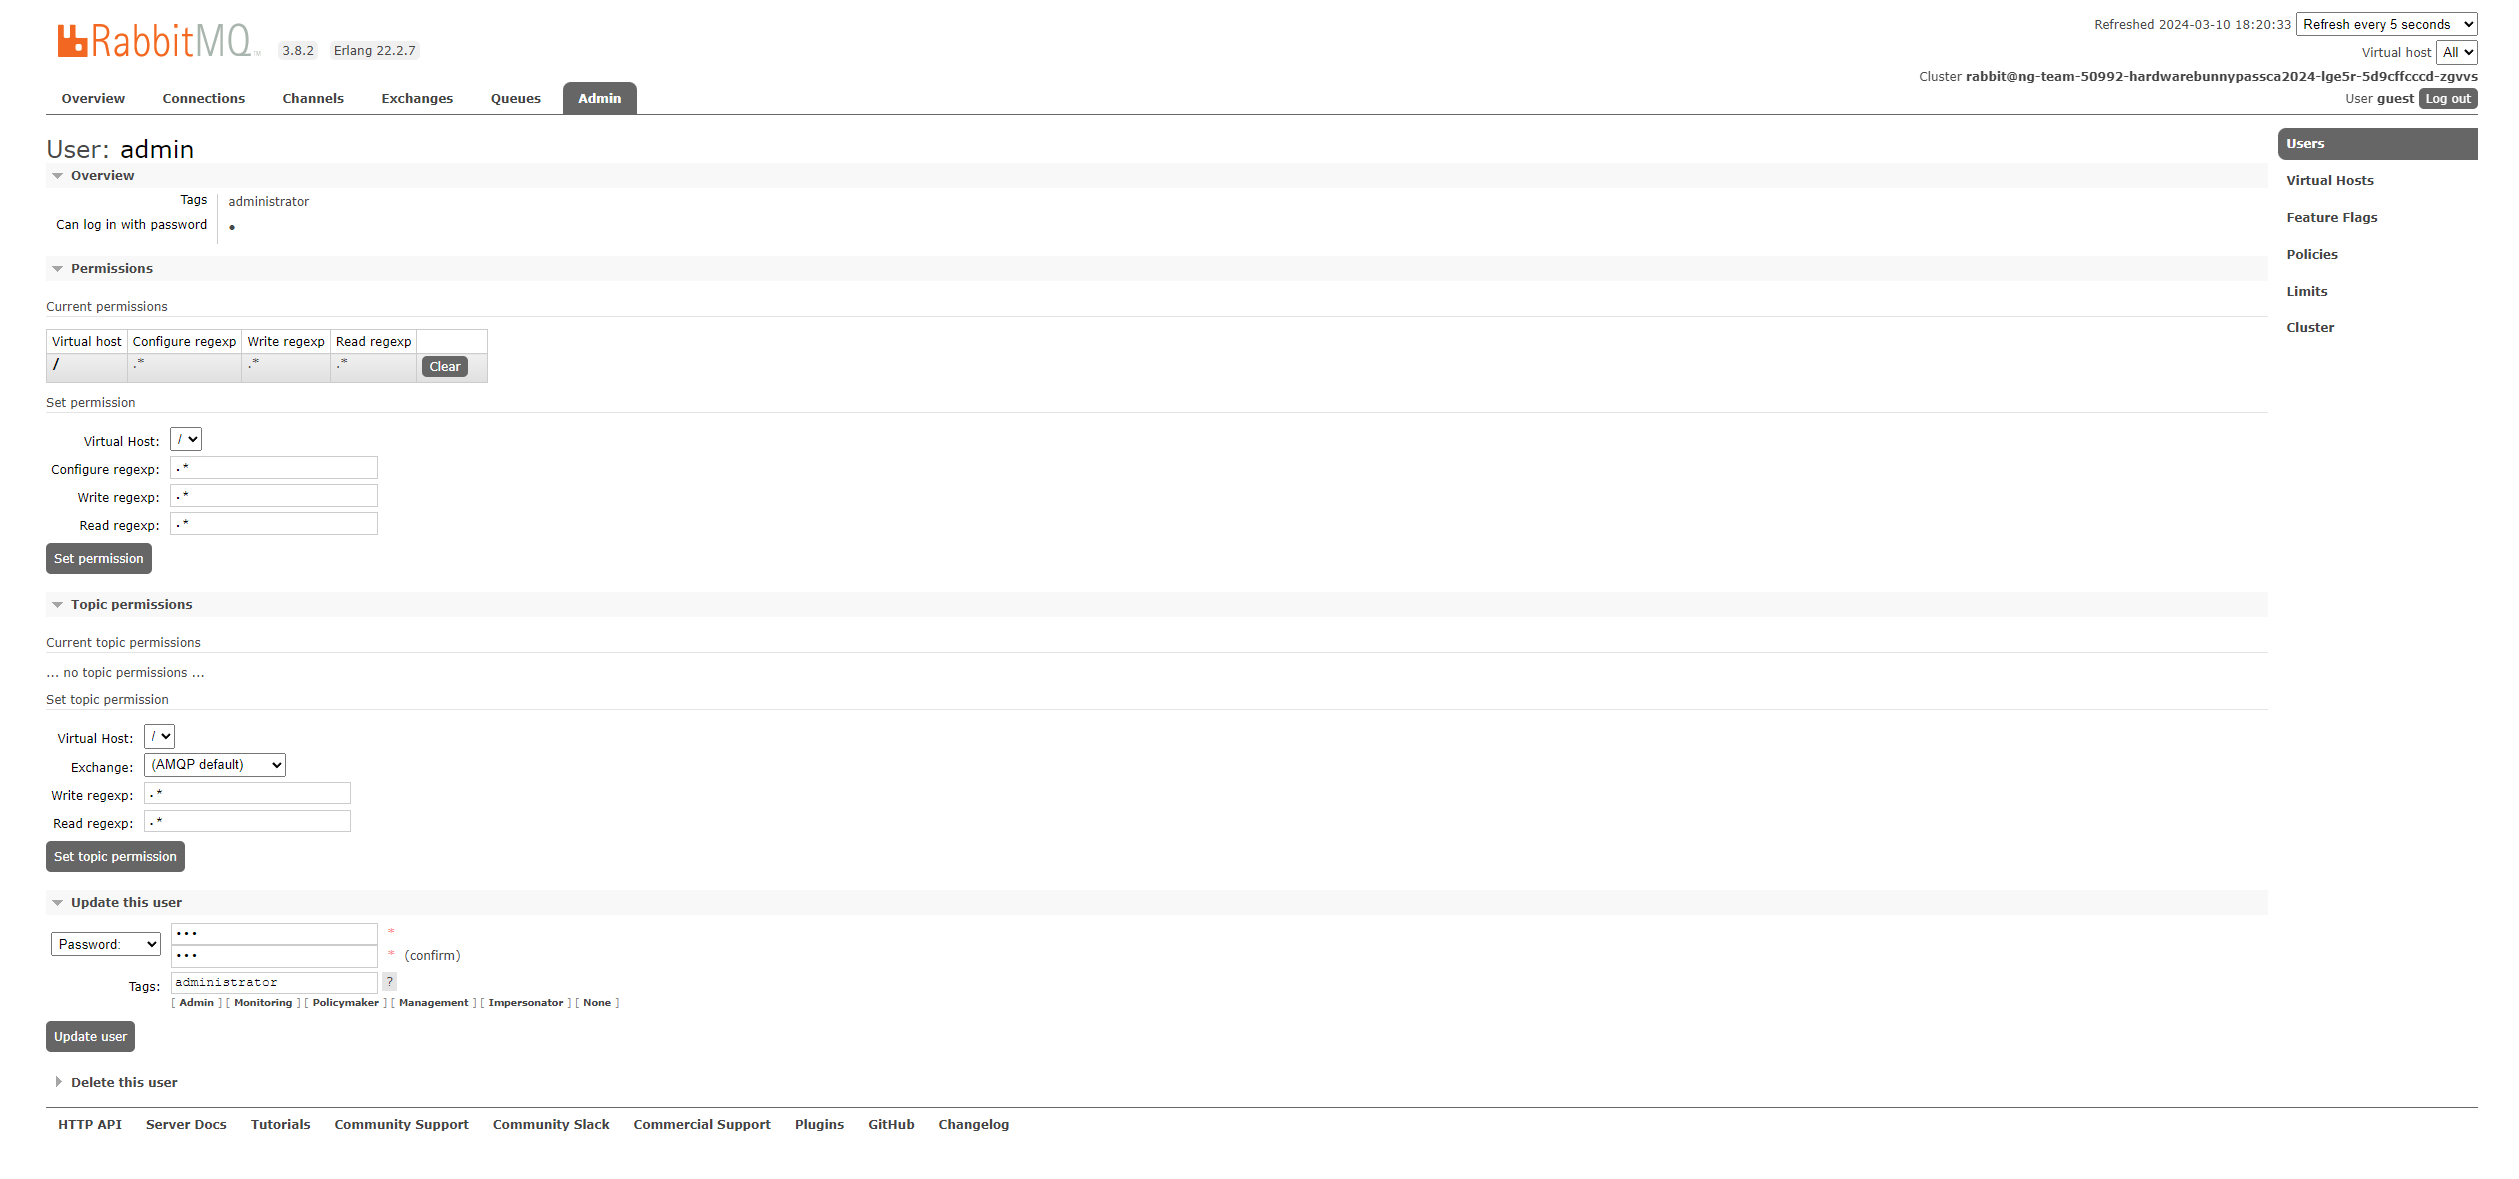 RabbitMQ TM 3.8.2 Erlang 22.2.7
Refreshed 2024-03-10 18:20:33 Refresh every 5 seconds
Virtual host All
Cluster rabbit@ng-team-50992-hardwarebunnypassca2024-lge5r-5d9cffcccd-zgvvs
User guest Log out
Overview Connections Channels Exchanges Queues Admin
User: admin
Overview
Tags administrator
Can log in with password ●
Permissions
Current permissions
Virtual host Configure regexp Write regexp Read regexp
/ .* .* .* Clear
Set permission
Virtual Host: /
Configure regexp: .*
Write regexp: .*
Read regexp: .*
Set permission
Topic permissions
Current topic permissions
... no topic permissions ...
Set topic permission
Virtual Host: /
Exchange: (AMQP default)
Write regexp: .*
Read regexp: .*
Set topic permission
Update this user
Password: ••• *
••• * (confirm)
Tags: administrator ?
[ Admin ] [ Monitoring ] [ Policymaker ] [ Management ] [ Impersonator ] [ None ]
Update user
Delete this user
Users
Virtual Hosts
Feature Flags
Policies
Limits
Cluster
HTTP API Server Docs Tutorials Community Support Community Slack Commercial Support Plugins GitHub Changelog